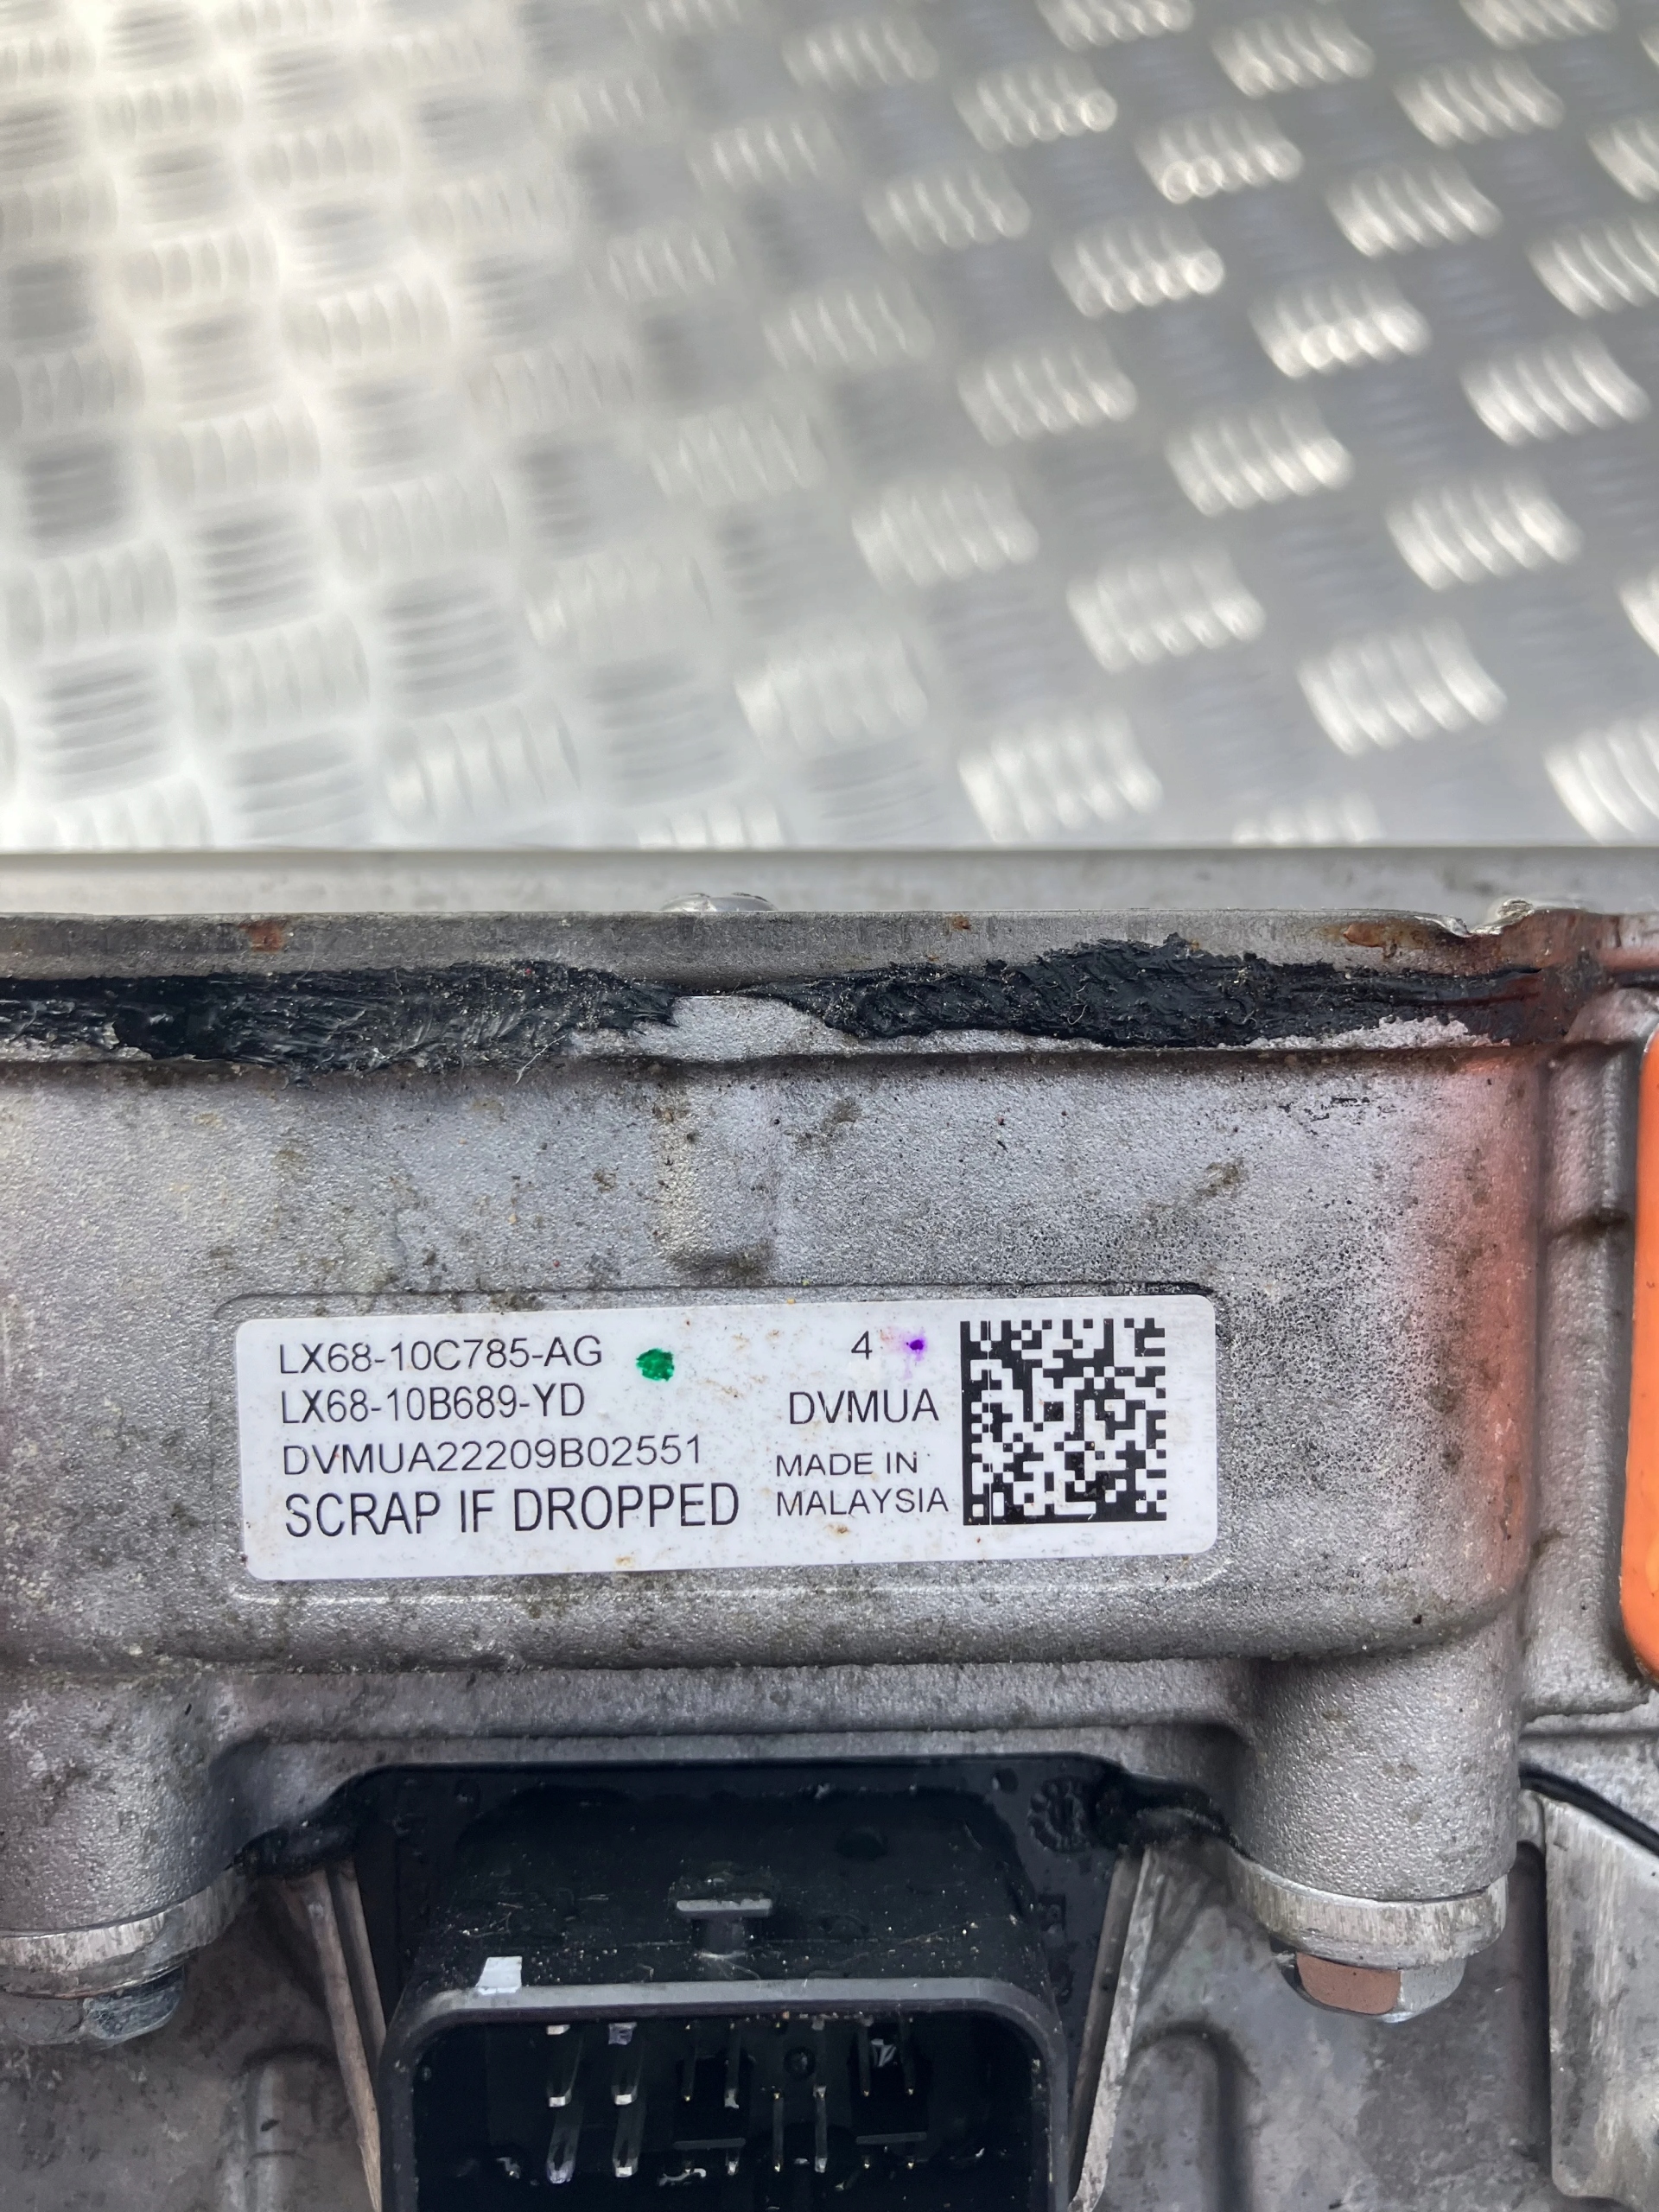 LX68-10C785-AG
LX68-10B689-YD
DVMUA22209B02551
SCRAP IF DROPPED
4
DVMUA
MADE IN
MALAYSIA